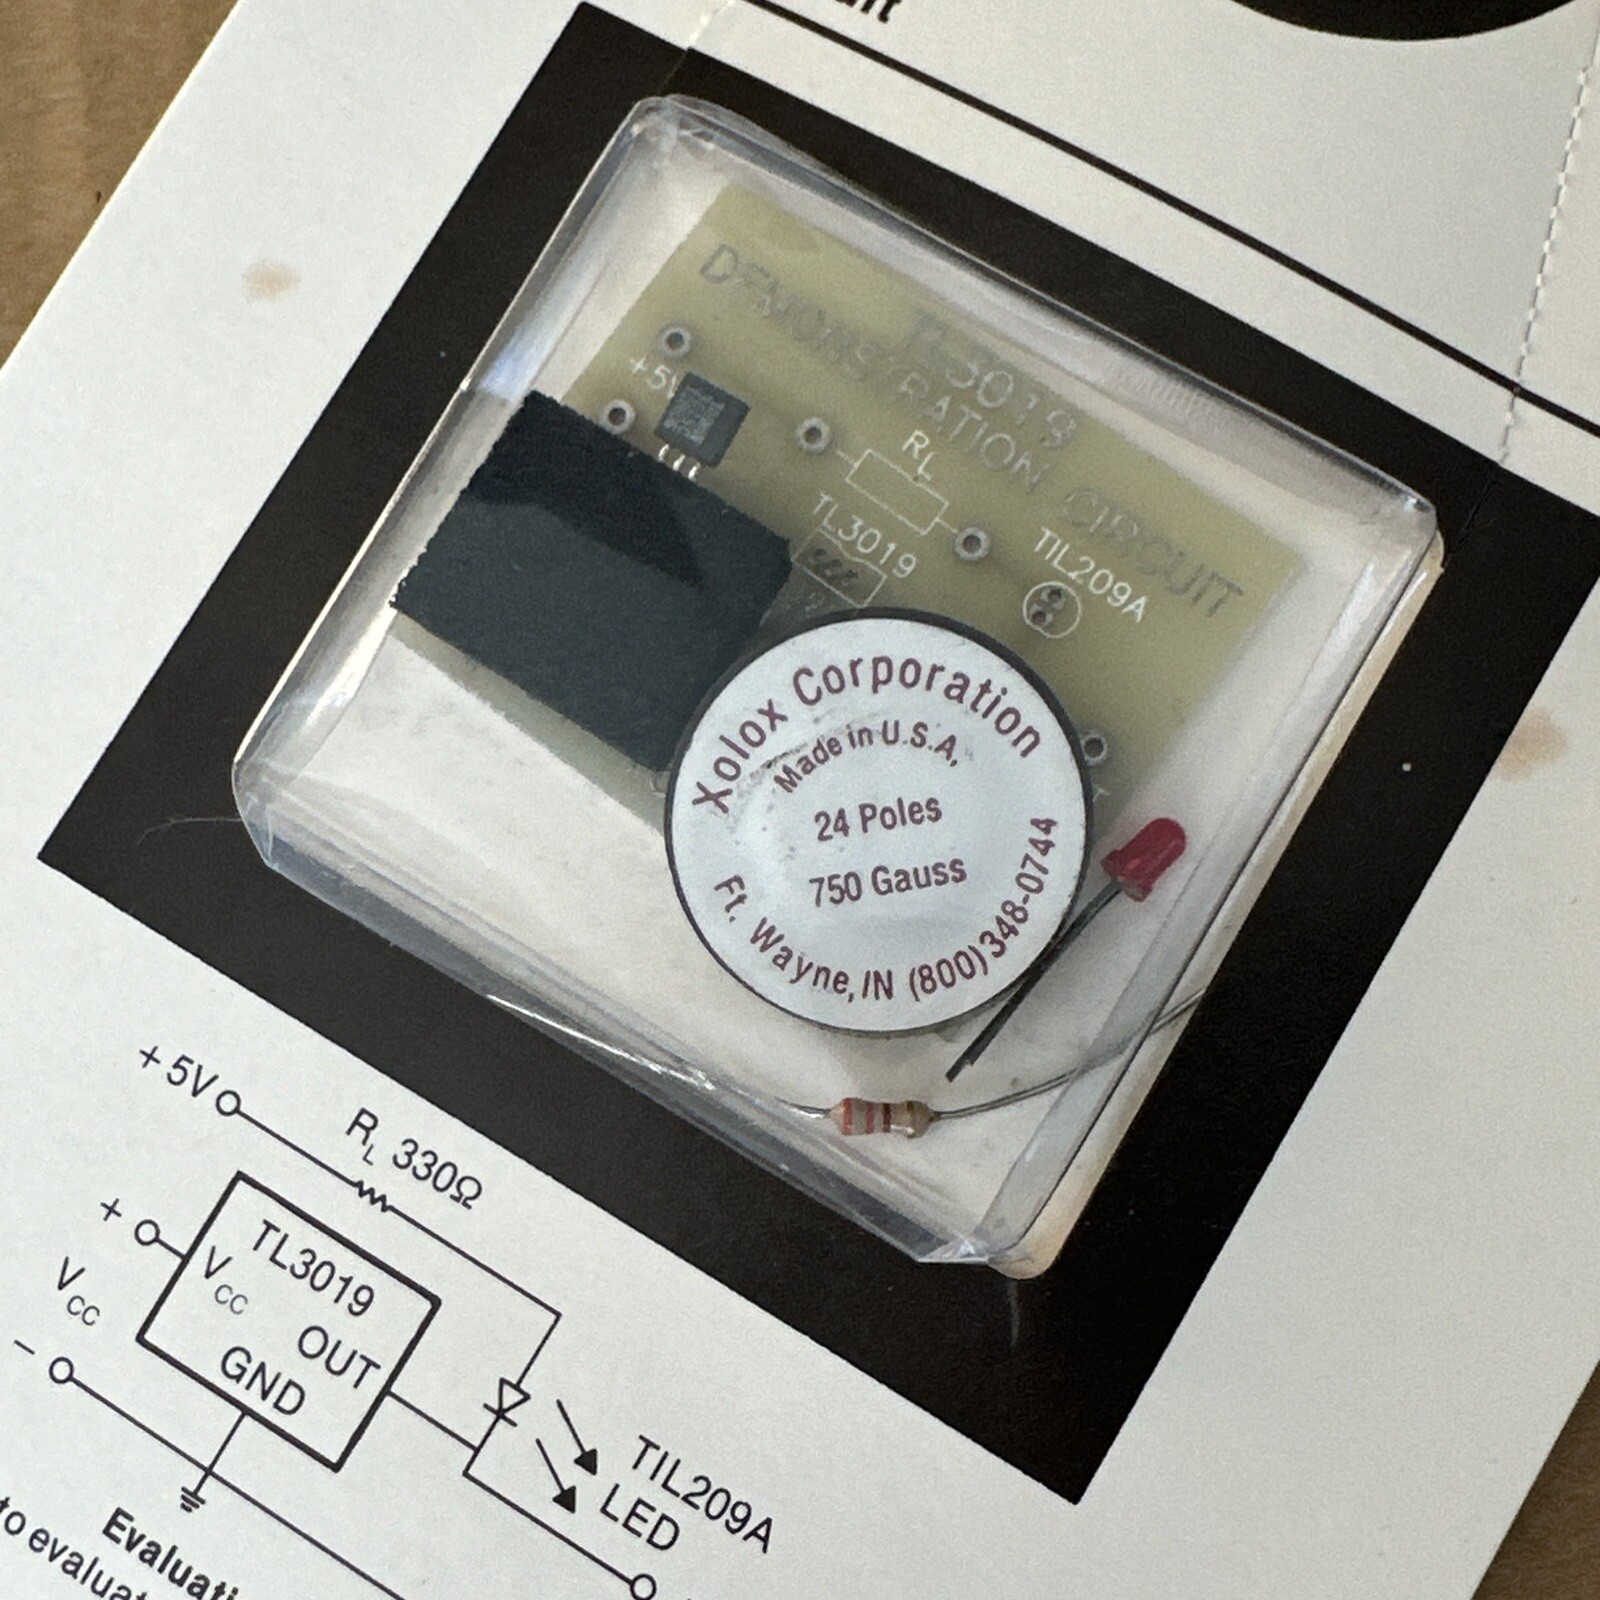 TL3019
DEMONSTRATION CIRCUIT
+5V
RL
TL3019
TIL209A
Xolox Corporation
Made in U.S.A.
24 Poles
750 Gauss
Ft. Wayne, IN (800) 348-0744
+5V
RL 330Ω
+
VCC
−
TL3019
VCC
OUT
GND
TIL209A
LED
Evaluati
to evaluat